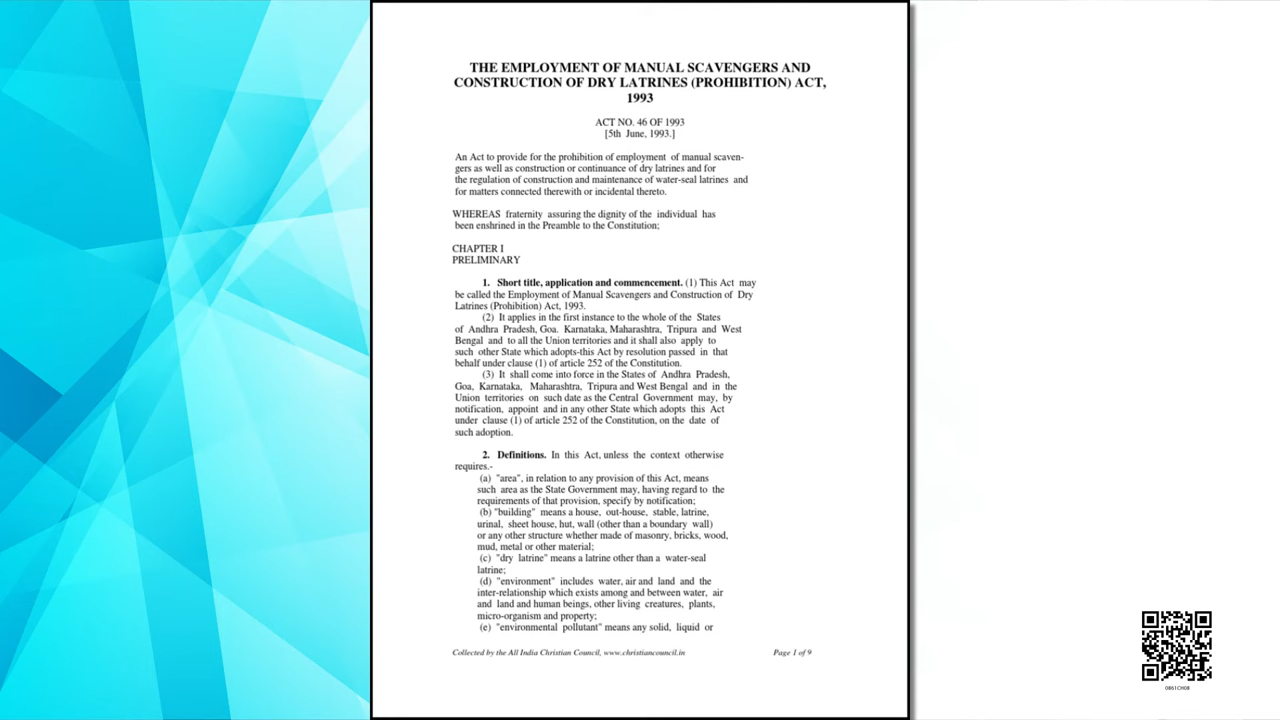 THE EMPLOYMENT OF MANUAL SCAVENGERS AND
CONSTRUCTION OF DRY LATRINES (PROHIBITION) ACT,
1993
ACT NO. 46 OF 1993
[5th June, 1993.]
An Act to provide for the prohibition of employment of manual scaven-
gers as well as construction or continuance of dry latrines and for
the regulation of construction and maintenance of water-seal latrines and
for matters connected therewith or incidental thereto.
WHEREAS fraternity assuring the dignity of the individual has
been enshrined in the Preamble to the Constitution;
CHAPTER I
PRELIMINARY
1. Short title, application and commencement. (1) This Act may
be called the Employment of Manual Scavengers and Construction of Dry
Latrines (Prohibition) Act, 1993.
(2) It applies in the first instance to the whole of the States
of Andhra Pradesh, Goa. Karnataka, Maharashtra, Tripura and West
Bengal and to all the Union territories and it shall also apply to
such other State which adopts-this Act by resolution passed in that
behalf under clause (1) of article 252 of the Constitution.
(3) It shall come into force in the States of Andhra Pradesh,
Goa, Karnataka, Maharashtra, Tripura and West Bengal and in the
Union territories on such date as the Central Government may, by
notification, appoint and in any other State which adopts this Act
under clause (1) of article 252 of the Constitution, on the date of
such adoption.
2. Definitions. In this Act, unless the context otherwise
requires.-
(a) "area", in relation to any provision of this Act, means
such area as the State Government may, having regard to the
requirements of that provision, specify by notification;
(b) "building" means a house, out-house, stable, latrine,
urinal, sheet house, hut, wall (other than a boundary wall)
or any other structure whether made of masonry, bricks, wood,
mud, metal or other material;
(c) "dry latrine" means a latrine other than a water-seal
latrine;
(d) "environment" includes water, air and land and the
inter-relationship which exists among and between water, air
and land and human beings, other living creatures, plants,
micro-organism and property;
(e) "environmental pollutant" means any solid, liquid or
Collected by the All India Christian Council, www.christiancouncil.in Page 1 of 9
0861CH08